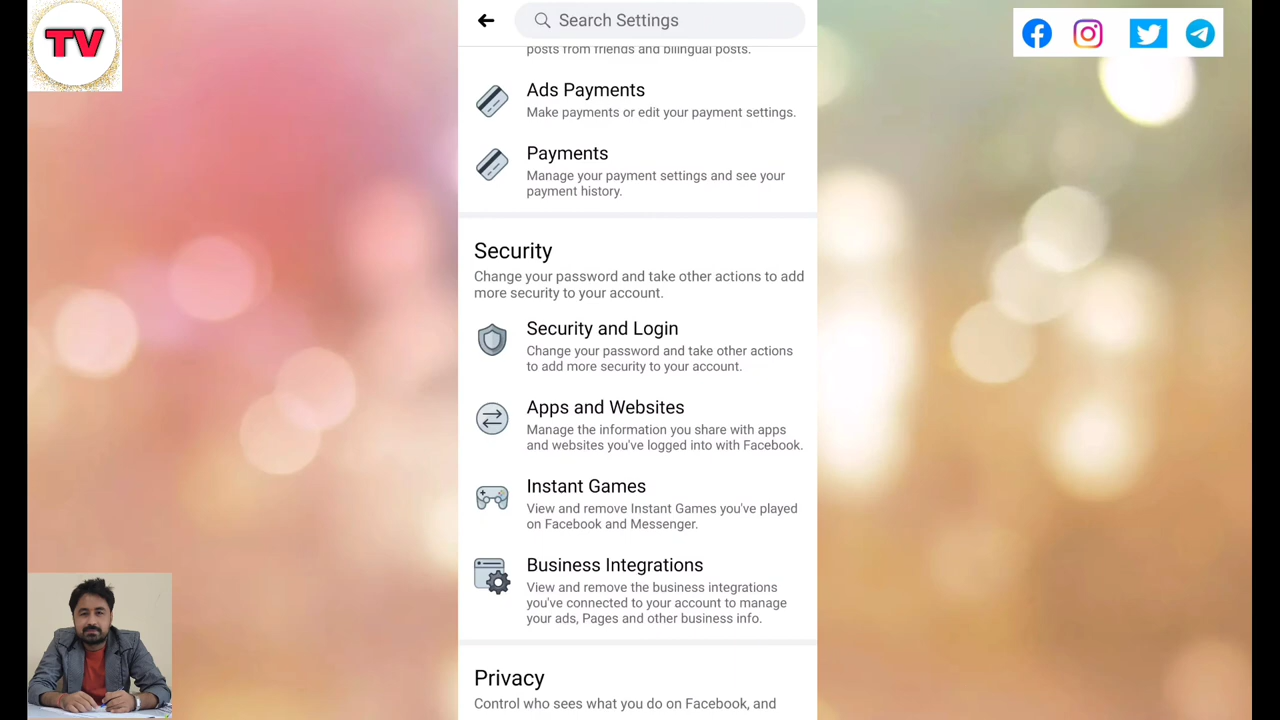 TV
Search Settings
posts from friends and bilingual posts.
Ads Payments
Make payments or edit your payment settings.
Payments
Manage your payment settings and see your
payment history.
Security
Change your password and take other actions to add
more security to your account.
Security and Login
Change your password and take other actions
to add more security to your account.
Apps and Websites
Manage the information you share with apps
and websites you've logged into with Facebook.
Instant Games
View and remove Instant Games you've played
on Facebook and Messenger.
Business Integrations
View and remove the business integrations
you've connected to your account to manage
your ads, Pages and other business info.
Privacy
Control who sees what you do on Facebook, and